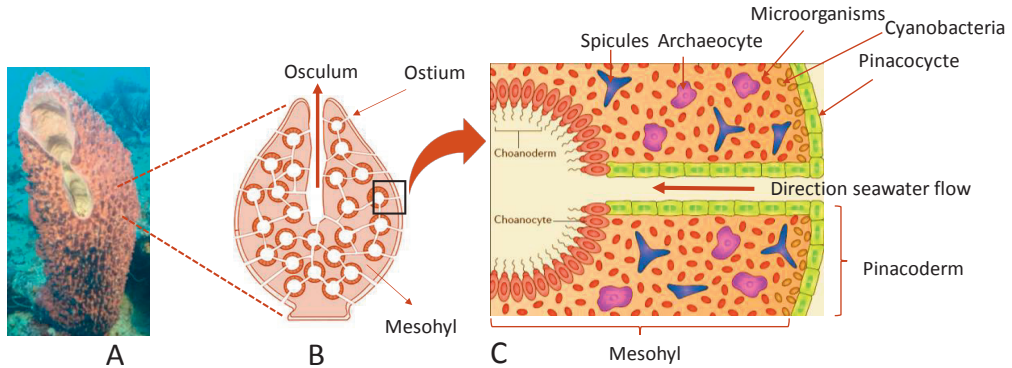 Microorganisms
Cyanobacteria
Spicules Archaeocyte
Pinacocycte
Osculum
Ostium
Choanoderm
Direction seawater flow
Choanocyte
Pinacoderm
Mesohyl
A
B
C
Mesohyl